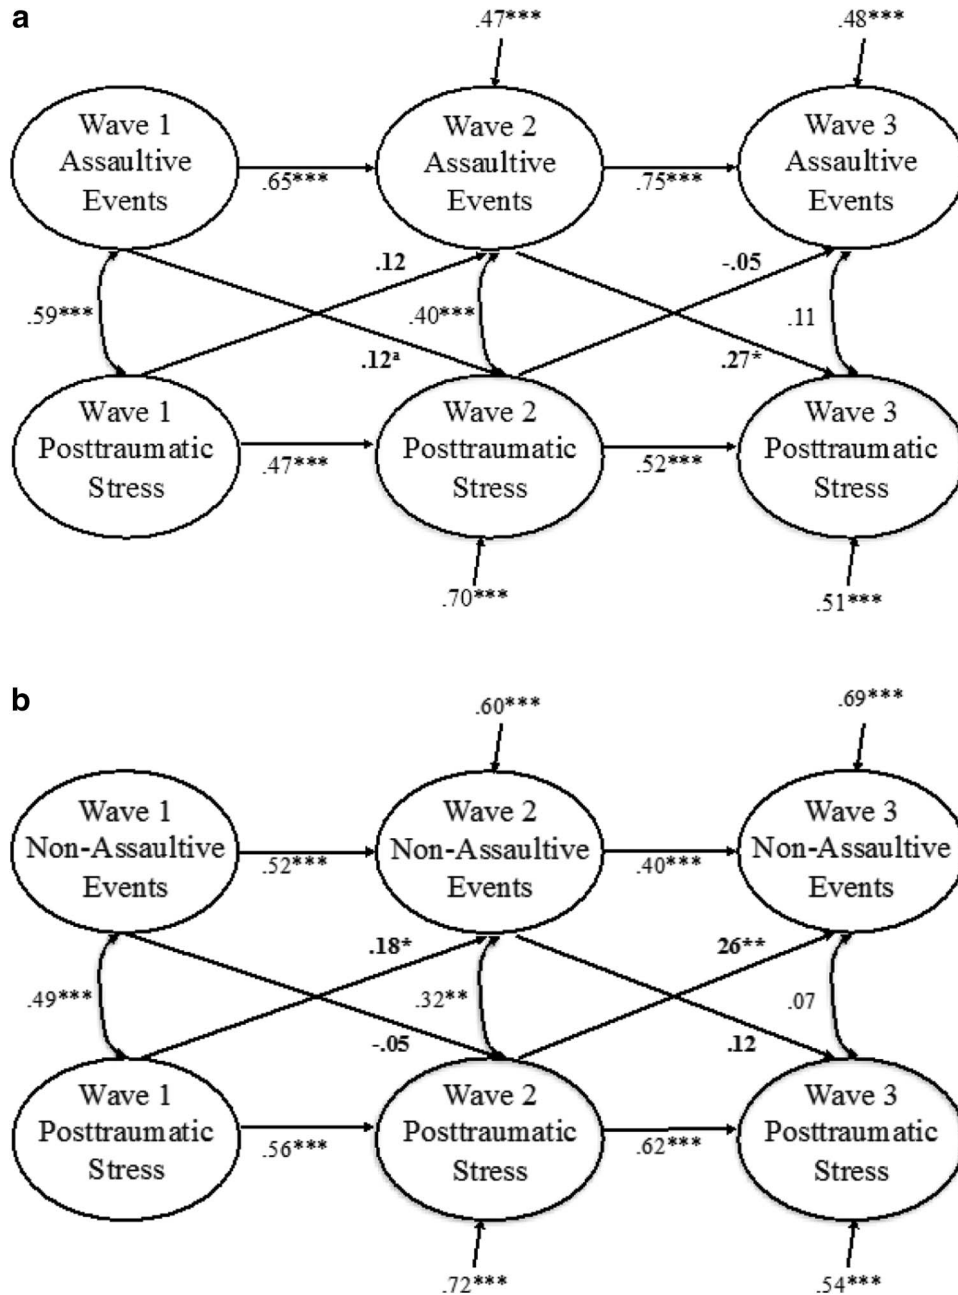 a
.47***
.48***
Wave 1
Assaultive
Events
Wave 2
Assaultive
Events
Wave 3
Assaultive
Events
.65***
.75***
.12
-.05
.59***
.40***
.11
.12ᵃ
.27*
Wave 1
Posttraumatic
Stress
Wave 2
Posttraumatic
Stress
Wave 3
Posttraumatic
Stress
.47***
.52***
.70***
.51***
b
.60***
.69***
Wave 1
Non-Assaultive
Events
Wave 2
Non-Assaultive
Events
Wave 3
Non-Assaultive
Events
.52***
.40***
.18*
26**
.49***
.32**
.07
-.05
.12
Wave 1
Posttraumatic
Stress
Wave 2
Posttraumatic
Stress
Wave 3
Posttraumatic
Stress
.56***
.62***
.72***
.54***